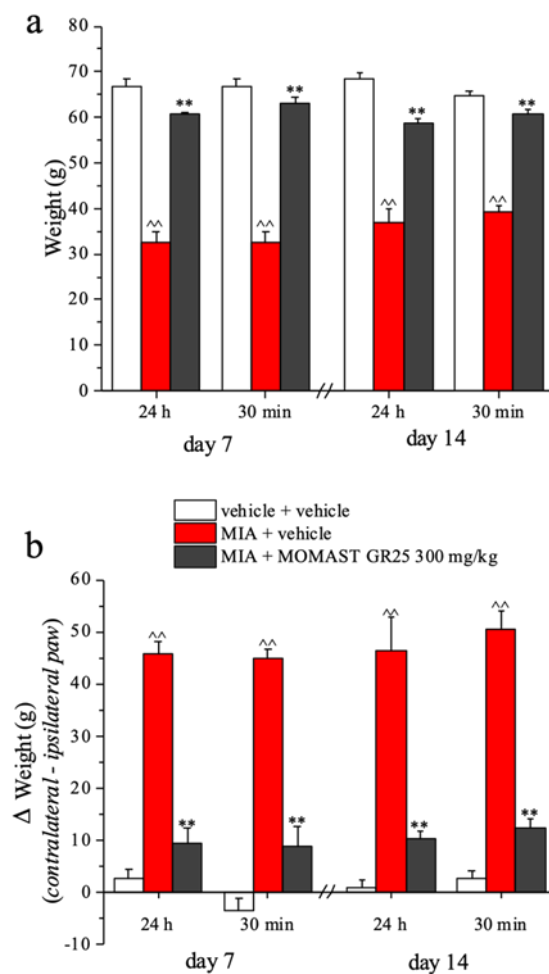 a
80
70
60
50
40
30
20
10
0
Weight (g)
** ** ** **
^^ ^^ ^^ ^^
24 h 30 min // 24 h 30 min
day 7 day 14
vehicle + vehicle
MIA + vehicle
MIA + MOMAST GR25 300 mg/kg
b
60
50
40
30
20
10
0
-10
Δ Weight (g)
(contralateral - ipsilateral paw)
^^ ^^ ^^ ^^
** ** ** **
24 h 30 min // 24 h 30 min
day 7 day 14